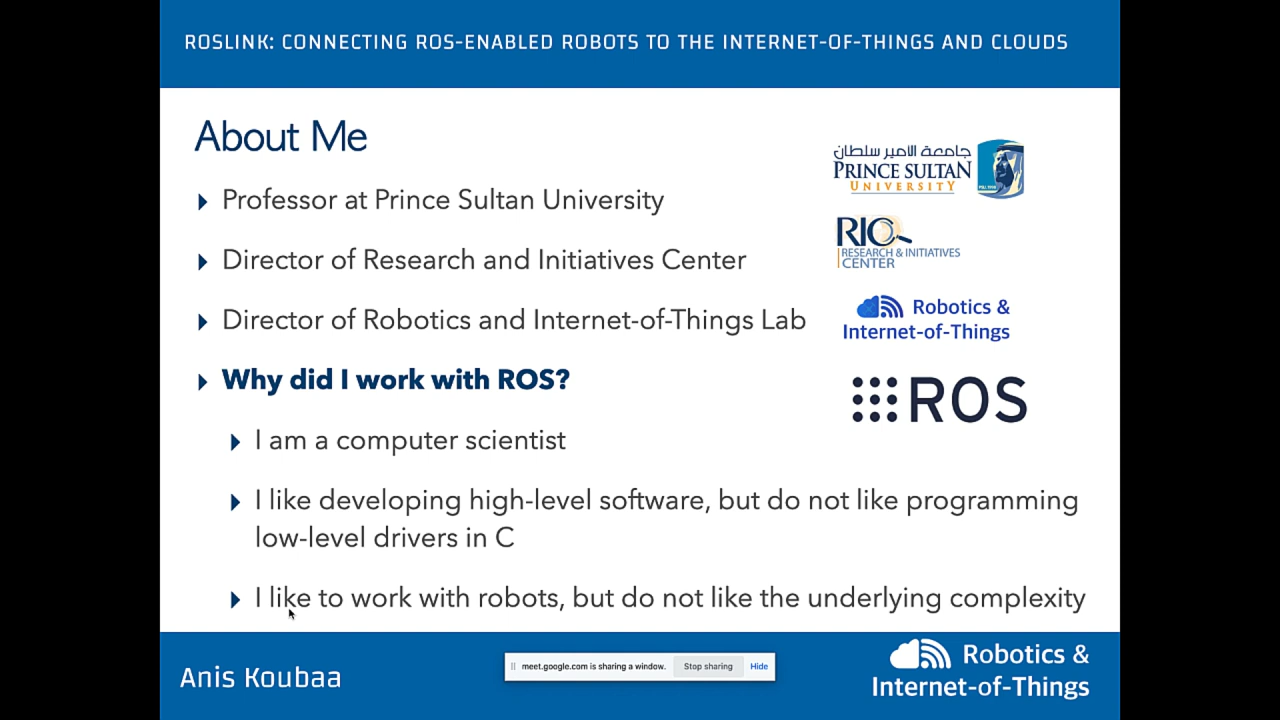 ROSLINK: CONNECTING ROS-ENABLED ROBOTS TO THE INTERNET-OF-THINGS AND CLOUDS
About Me
Professor at Prince Sultan University
Director of Research and Initiatives Center
Director of Robotics and Internet-of-Things Lab
Why did I work with ROS?
I am a computer scientist
I like developing high-level software, but do not like programming
low-level drivers in C
I like to work with robots, but do not like the underlying complexity
جامعة الامير سلطان
PRINCE SULTAN
UNIVERSITY
RIC
RESEARCH & INITIATIVES
CENTER
Robotics &
Internet-of-Things
ROS
Anis Koubaa
meet.google.com is sharing a window. Stop sharing Hide
Robotics &
Internet-of-Things